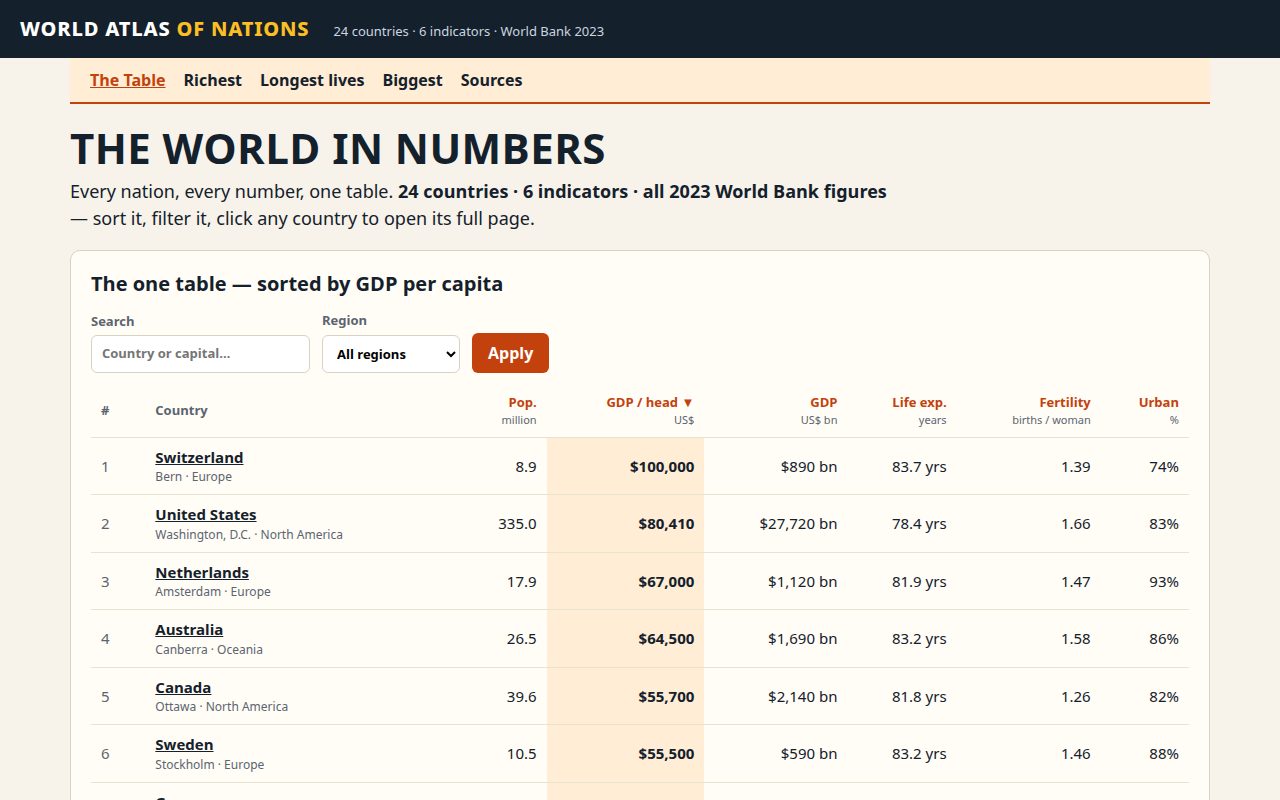 WORLD ATLAS OF NATIONS 24 countries · 6 indicators · World Bank 2023
The Table Richest Longest lives Biggest Sources
THE WORLD IN NUMBERS
Every nation, every number, one table. 24 countries · 6 indicators · all 2023 World Bank figures
— sort it, filter it, click any country to open its full page.
The one table — sorted by GDP per capita
Search Region
Country or capital... All regions Apply
# Country Pop. GDP / head ▼ GDP Life exp. Fertility Urban
million US$ US$ bn years births / woman %
1 Switzerland 8.9 $100,000 $890 bn 83.7 yrs 1.39 74%
Bern · Europe
2 United States 335.0 $80,410 $27,720 bn 78.4 yrs 1.66 83%
Washington, D.C. · North America
3 Netherlands 17.9 $67,000 $1,120 bn 81.9 yrs 1.47 93%
Amsterdam · Europe
4 Australia 26.5 $64,500 $1,690 bn 83.2 yrs 1.58 86%
Canberra · Oceania
5 Canada 39.6 $55,700 $2,140 bn 81.8 yrs 1.26 82%
Ottawa · North America
6 Sweden 10.5 $55,500 $590 bn 83.2 yrs 1.46 88%
Stockholm · Europe